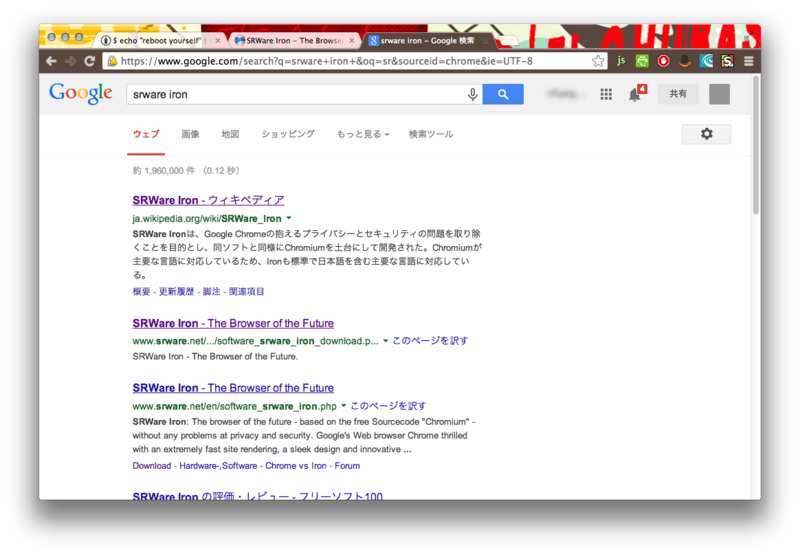 $ echo "reboot yourself" |
SRWare Iron – The Browser
srware iron - Google 検索
https://www.google.com/search?q=srware+iron+&oq=sr&sourceid=chrome&ie=UTF-8
js
Google
srware iron
4
共有
ウェブ 画像 地図 ショッピング もっと見る 検索ツール
約 1,960,000 件 （0.12 秒）
SRWare Iron - ウィキペディア
ja.wikipedia.org/wiki/SRWare_Iron
SRWare Ironは、Google Chromeの抱えるプライバシーとセキュリティの問題を取り除
くことを目的とし、同ソフトと同様にChromiumを土台にして開発された。Chromiumが
主要な言語に対応しているため、Ironも標準で日本語を含む主要な言語に対応してい
る。
概要 - 更新履歴 - 脚注 - 関連項目
SRWare Iron - The Browser of the Future
www.srware.net/.../software_srware_iron_download.p... このページを訳す
SRWare Iron - The Browser of the Future.
SRWare Iron - The Browser of the Future
www.srware.net/en/software_srware_iron.php このページを訳す
SRWare Iron: The browser of the future - based on the free Sourcecode "Chromium" -
without any problems at privacy and security. Google's Web browser Chrome thrilled
with an extremely fast site rendering, a sleek design and innovative ...
Download - Hardware-,Software - Chrome vs Iron - Forum
SRWare Iron の評価・レビュー - フリーソフト100